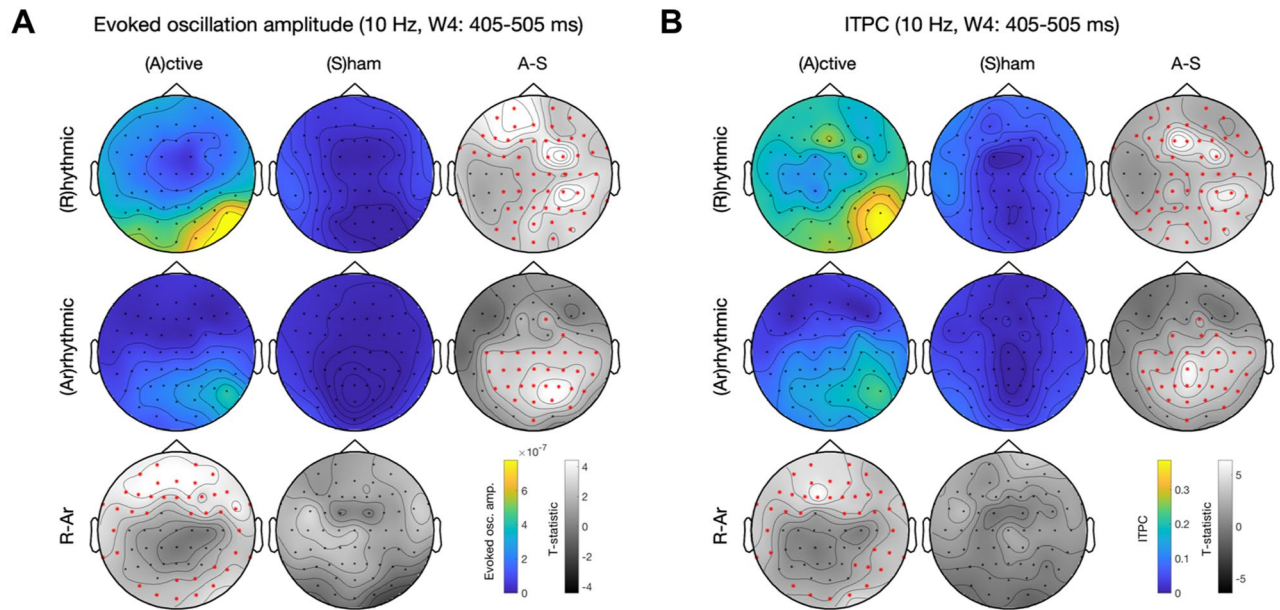 A
Evoked oscillation amplitude (10 Hz, W4: 405-505 ms)
(A)ctive
(S)ham
A-S
(R)hythmic
(Ar)rhythmic
R-Ar
×10⁻⁷
6
4
2
0
Evoked osc. amp.
4
2
0
-2
-4
T-statistic
B
ITPC (10 Hz, W4: 405-505 ms)
(A)ctive
(S)ham
A-S
(R)hythmic
(Ar)rhythmic
R-Ar
0.3
0.2
0.1
0
ITPC
5
0
-5
T-statistic